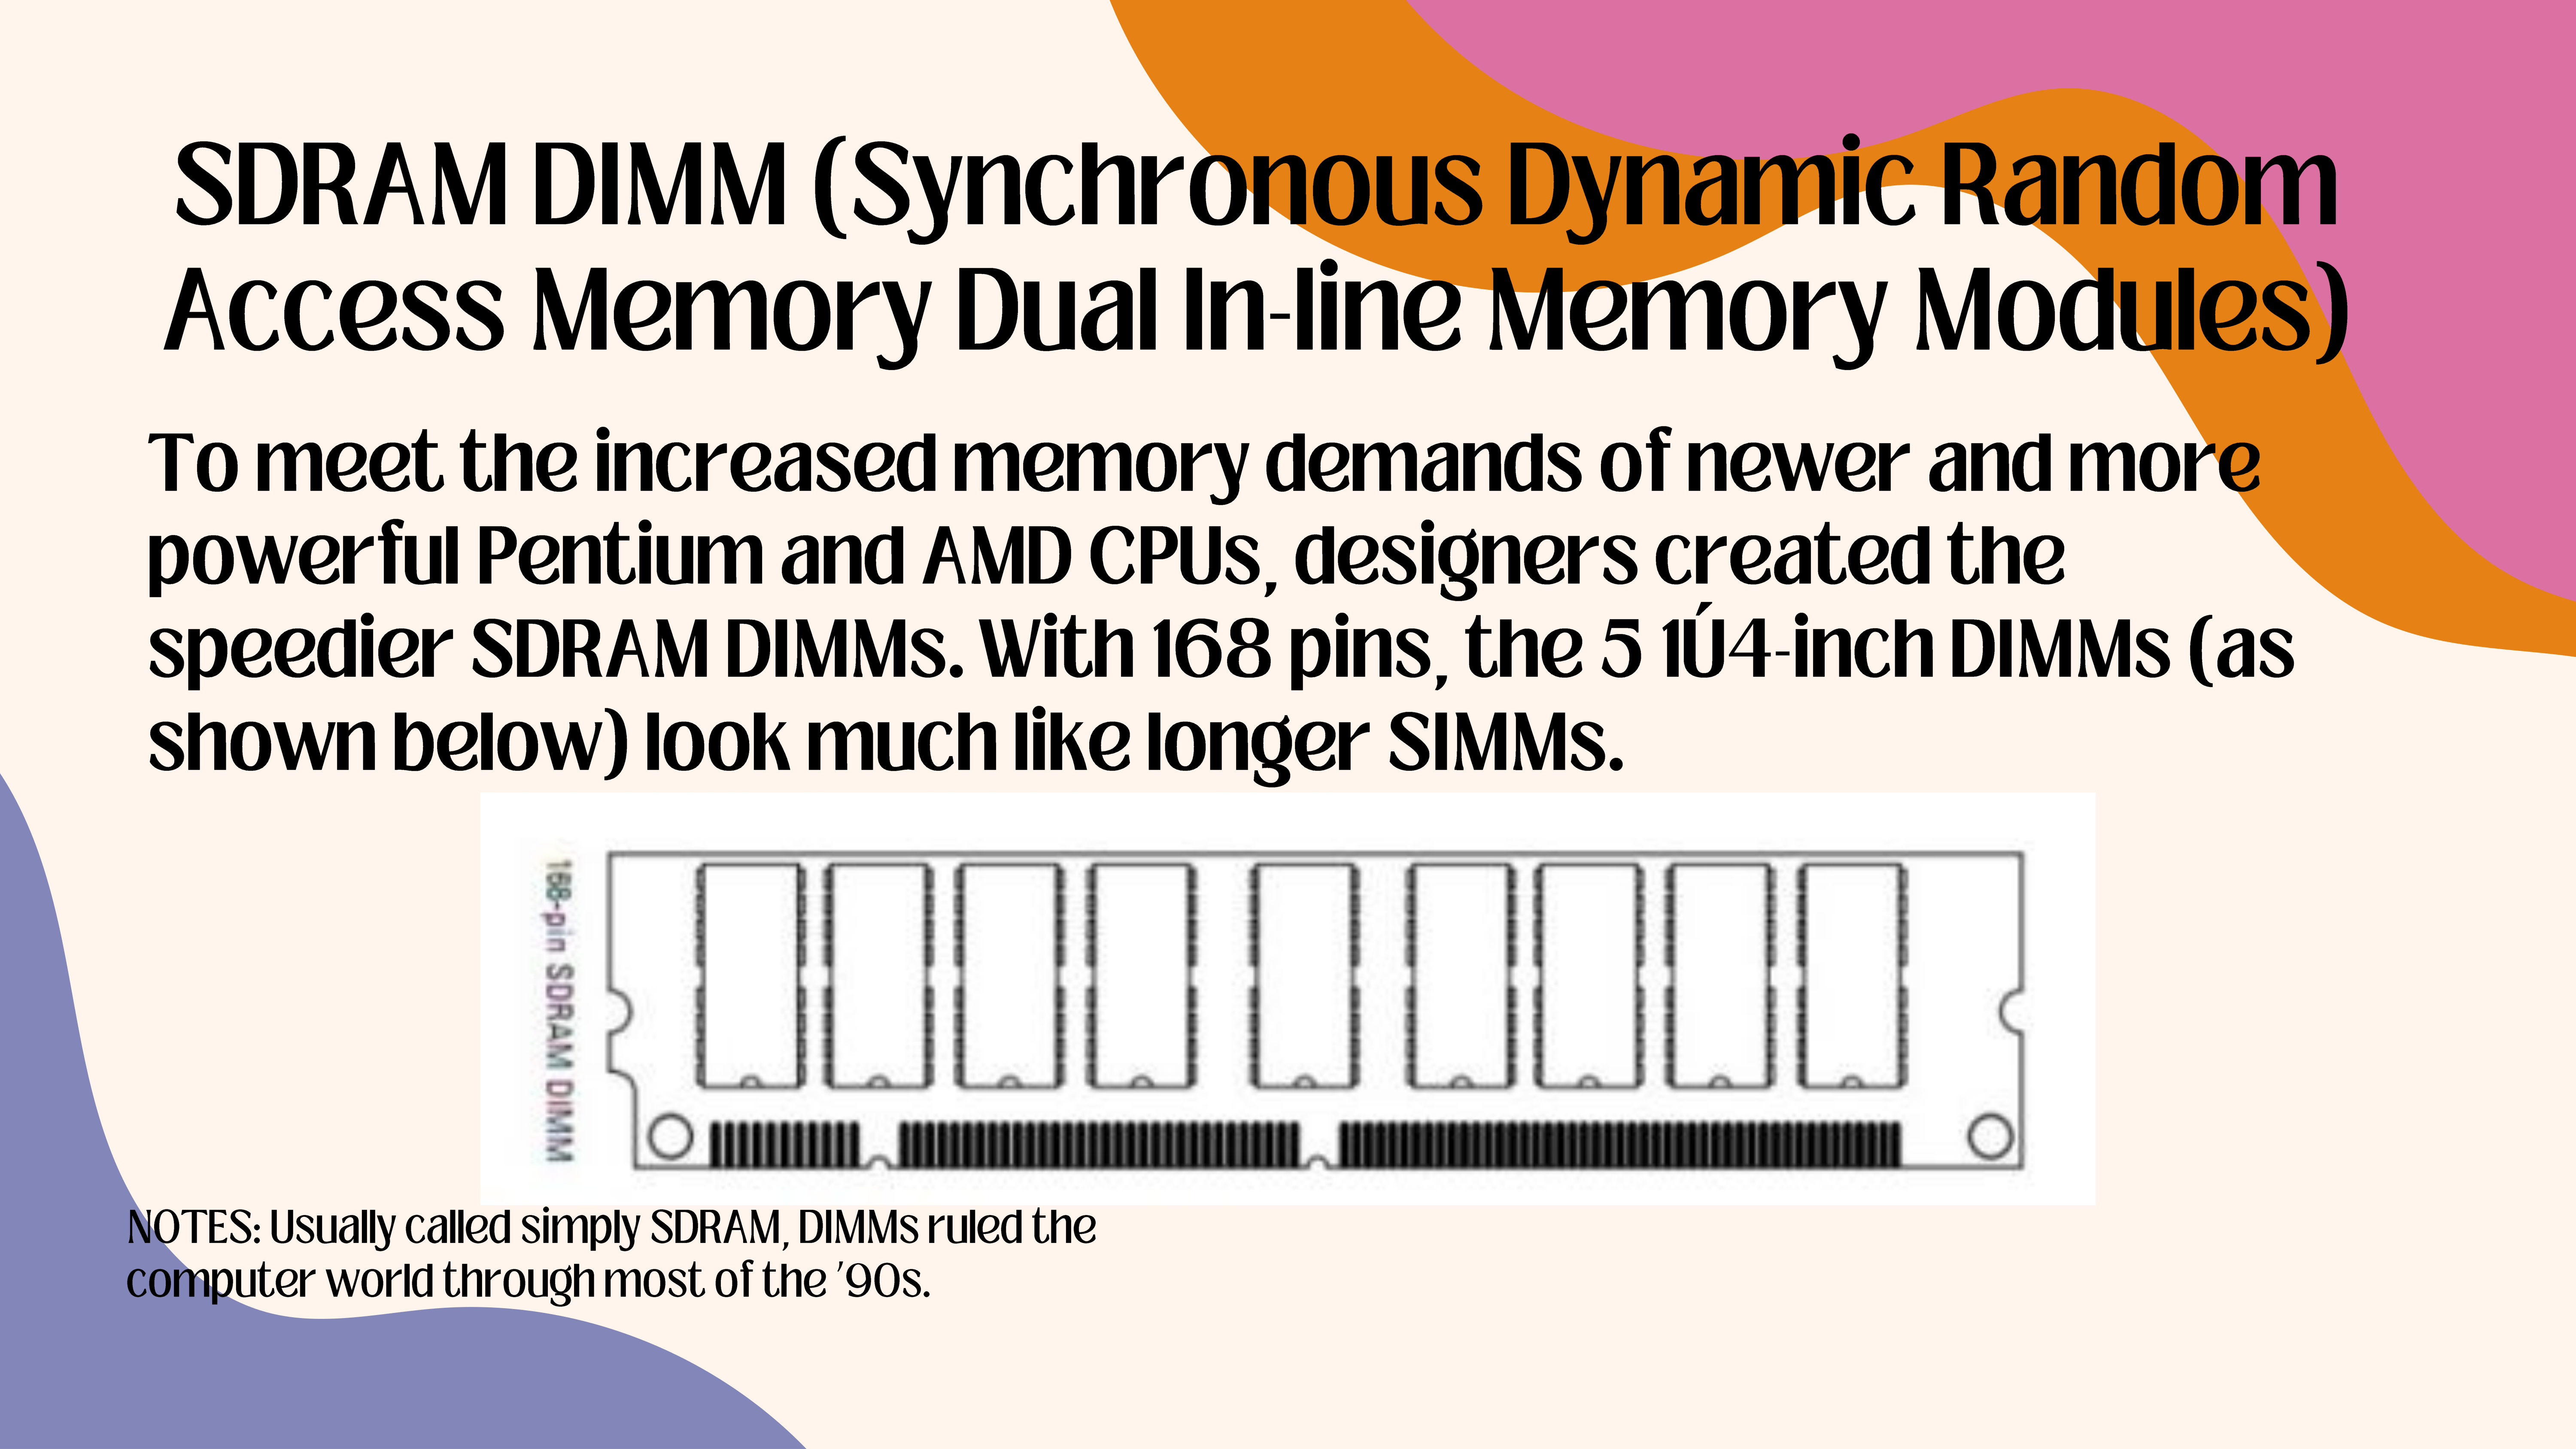 SDRAM DIMM (Synchronous Dynamic Random
Access Memory Dual In-line Memory Modules)
To meet the increased memory demands of newer and more
powerful Pentium and AMD CPUs, designers created the
speedier SDRAM DIMMs. With 168 pins, the 5 1Ú4-inch DIMMs (as
shown below) look much like longer SIMMs.
168-pin SDRAM DIMM
NOTES: Usually called simply SDRAM, DIMMs ruled the
computer world through most of the ’90s.